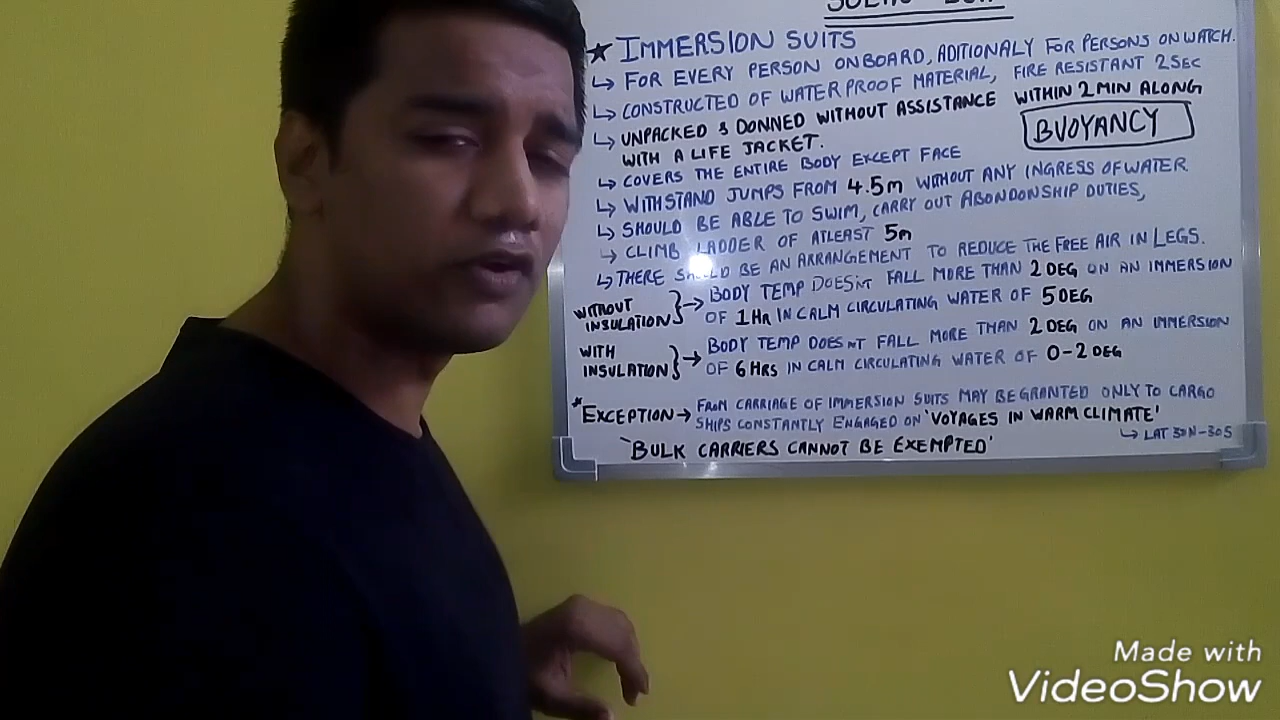 ★ IMMERSION SUITS
↳ FOR EVERY PERSON ONBOARD, ADITIONALY FOR PERSONS ON WATCH.
↳ CONSTRUCTED OF WATERPROOF MATERIAL, FIRE RESISTANT 2SEC
↳ UNPACKED & DONNED WITHOUT ASSISTANCE WITHIN 2 MIN ALONG
WITH A LIFE JACKET.
BUOYANCY
↳ COVERS THE ENTIRE BODY EXCEPT FACE
↳ WITHSTAND JUMPS FROM 4.5m WITHOUT ANY INGRESS OF WATER
↳ SHOULD BE ABLE TO SWIM, CARRY OUT ABONDONSHIP DUTIES,
↳ CLIMB LADDER OF ATLEAST 5m
↳ THERE SHOULD BE AN ARRANGEMENT TO REDUCE THE FREE AIR IN LEGS.
WITHOUT INSULATION } → BODY TEMP DOESNT FALL MORE THAN 2 DEG ON AN IMMERSION
OF 1HR IN CALM CIRCULATING WATER OF 5 DEG
WITH INSULATION } → BODY TEMP DOESNT FALL MORE THAN 2 DEG ON AN IMMERSION
OF 6 HRS IN CALM CIRCULATING WATER OF 0-2 DEG
*EXCEPTION → FROM CARRIAGE OF IMMERSION SUITS MAY BE GRANTED ONLY TO CARGO
SHIPS CONSTANTLY ENGAGED ON 'VOYAGES IN WARM CLIMATE'
↳ LAT 30N-30S
'BULK CARRIERS CANNOT BE EXEMPTED'
Made with
VideoShow